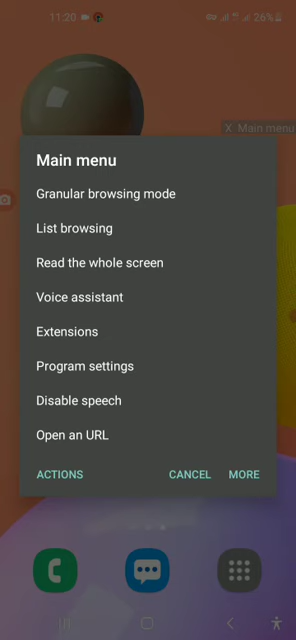 11:20
26%
X Main menu
Main menu
Granular browsing mode
List browsing
Read the whole screen
Voice assistant
Extensions
Program settings
Disable speech
Open an URL
ACTIONS CANCEL MORE